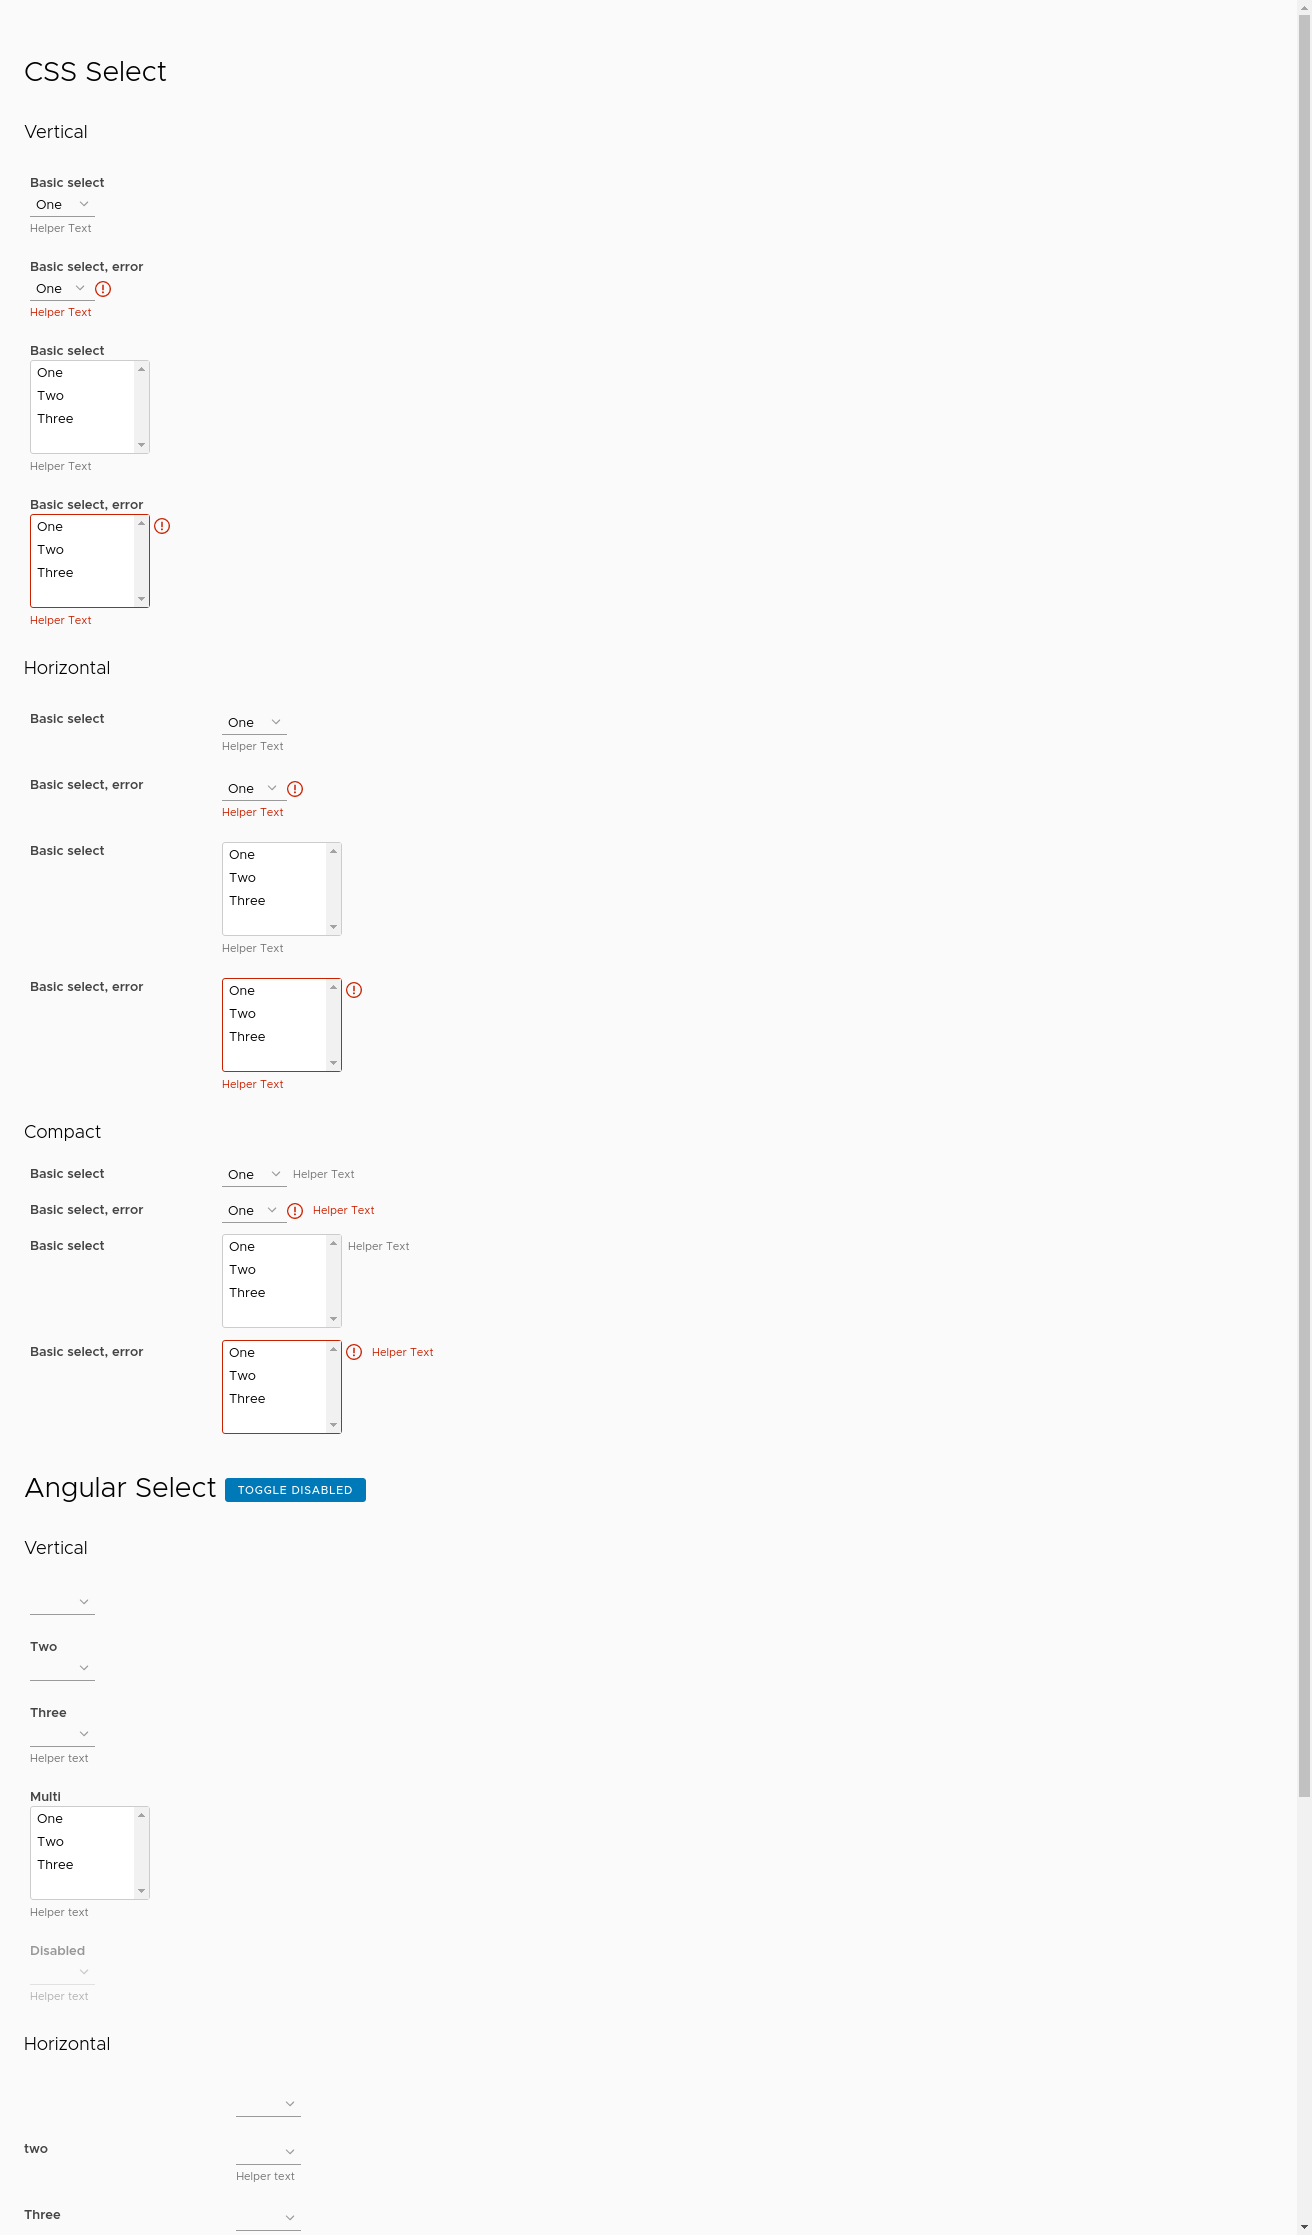 CSS Select
Vertical
Basic select
One
Helper Text
Basic select, error
One
Helper Text
Basic select
One
Two
Three
Helper Text
Basic select, error
One
Two
Three
Helper Text
Horizontal
Basic select
One
Helper Text
Basic select, error
One
Helper Text
Basic select
One
Two
Three
Helper Text
Basic select, error
One
Two
Three
Helper Text
Compact
Basic select One Helper Text
Basic select, error One Helper Text
Basic select One Helper Text
Two
Three
Basic select, error One Helper Text
Two
Three
Angular Select TOGGLE DISABLED
Vertical
Two
Three
Helper text
Multi
One
Two
Three
Helper text
Disabled
Helper text
Horizontal
two
Helper text
Three